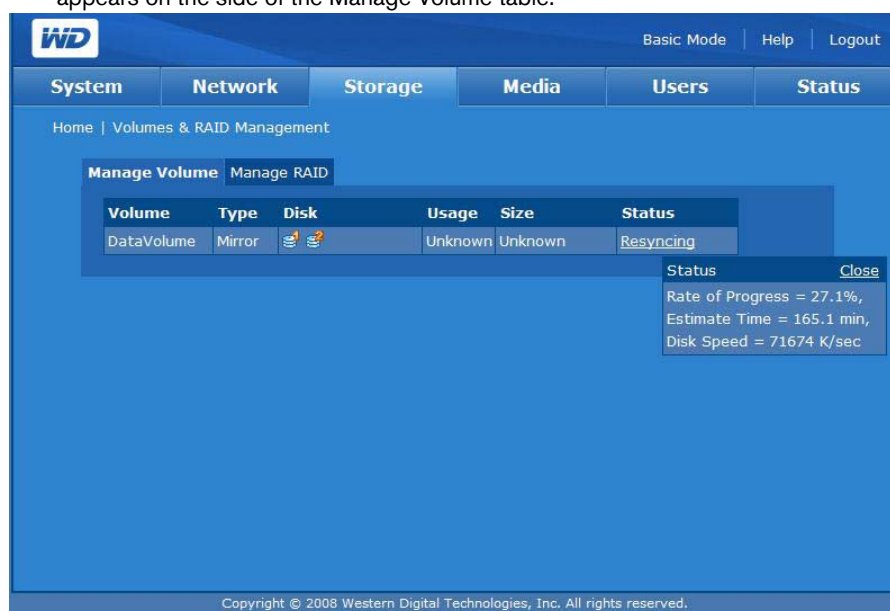 appears on the side of the Manage Volume table.
WD
Basic Mode | Help | Logout
System Network Storage Media Users Status
Home | Volumes & RAID Management
Manage Volume Manage RAID
Volume Type Disk Usage Size Status
DataVolume Mirror Unknown Unknown Resyncing
Status Close
Rate of Progress = 27.1%,
Estimate Time = 165.1 min,
Disk Speed = 71674 K/sec
Copyright © 2008 Western Digital Technologies, Inc. All rights reserved.